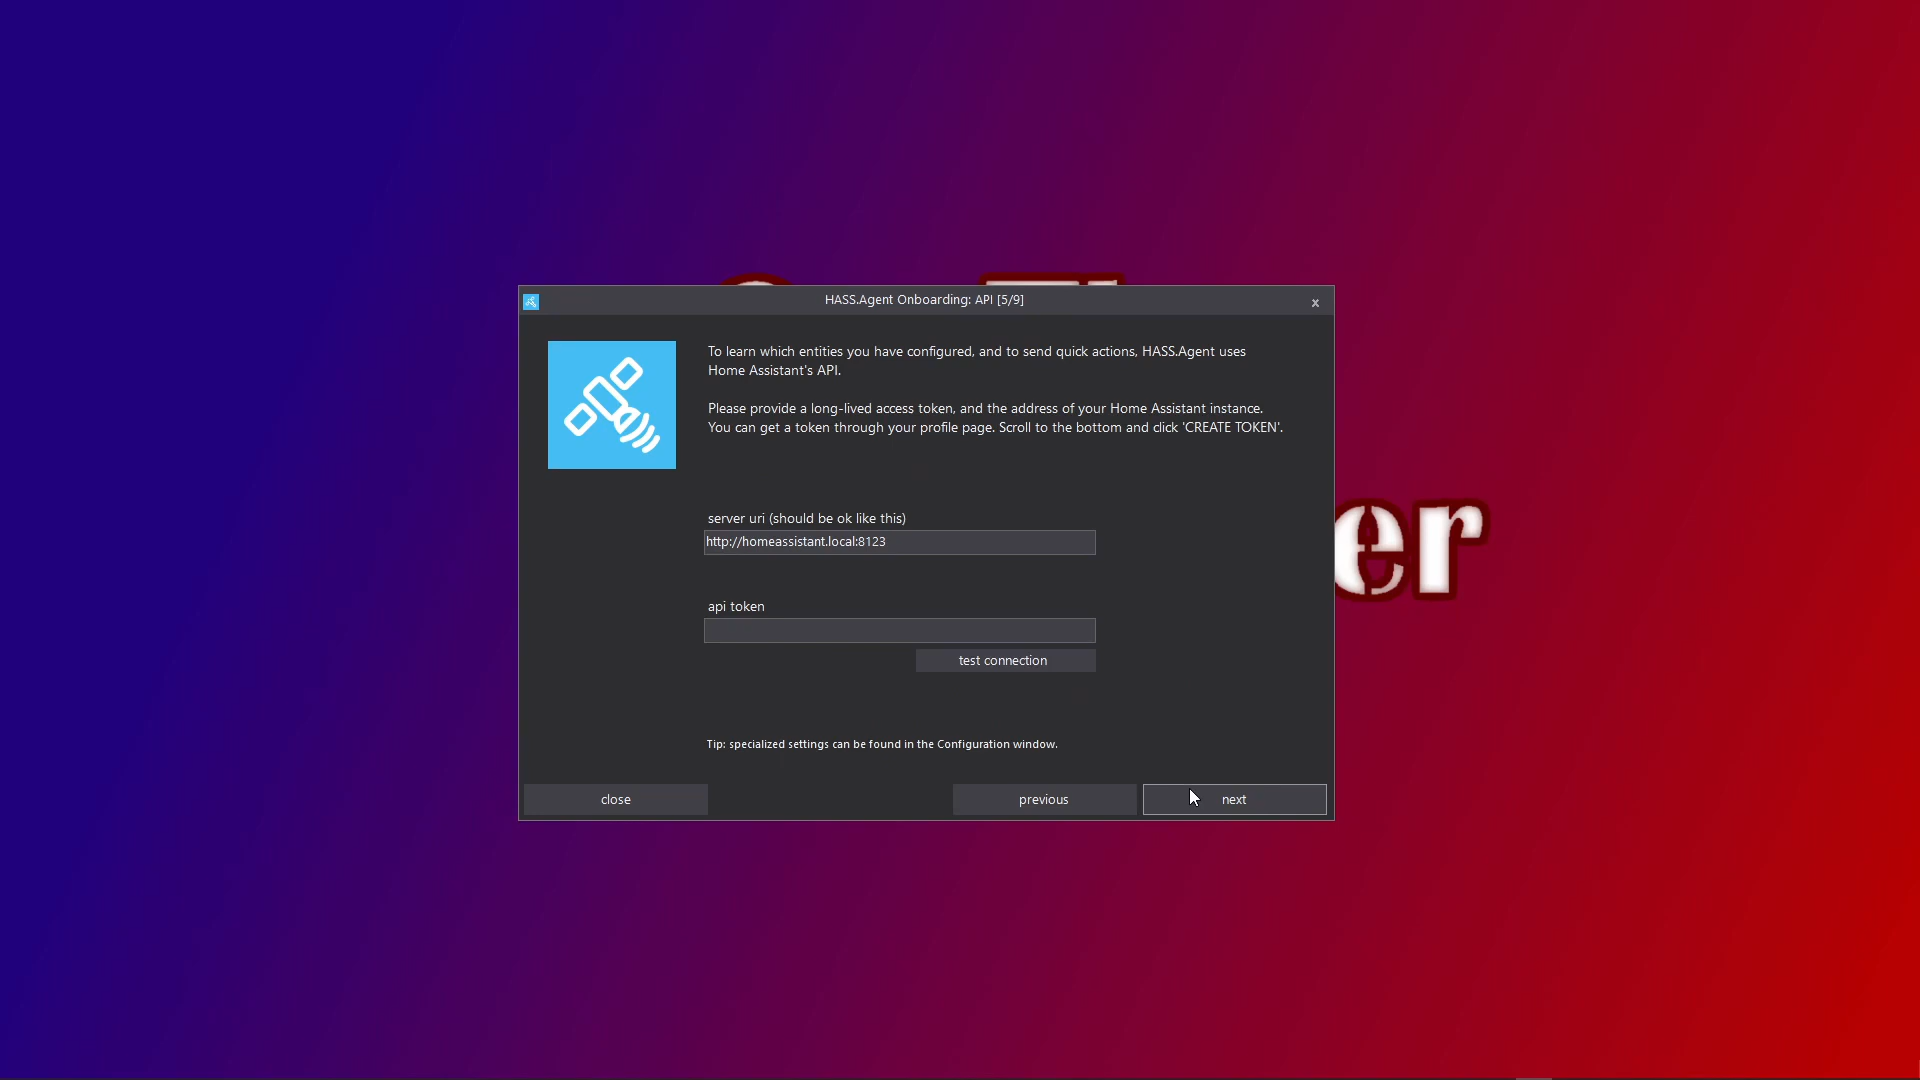 HASS.Agent Onboarding: API [5/9]
x
To learn which entities you have configured, and to send quick actions, HASS.Agent uses
Home Assistant's API.
Please provide a long-lived access token, and the address of your Home Assistant instance.
You can get a token through your profile page. Scroll to the bottom and click 'CREATE TOKEN'.
server uri (should be ok like this)
http://homeassistant.local:8123
er
api token
test connection
Tip: specialized settings can be found in the Configuration window.
close
previous
next